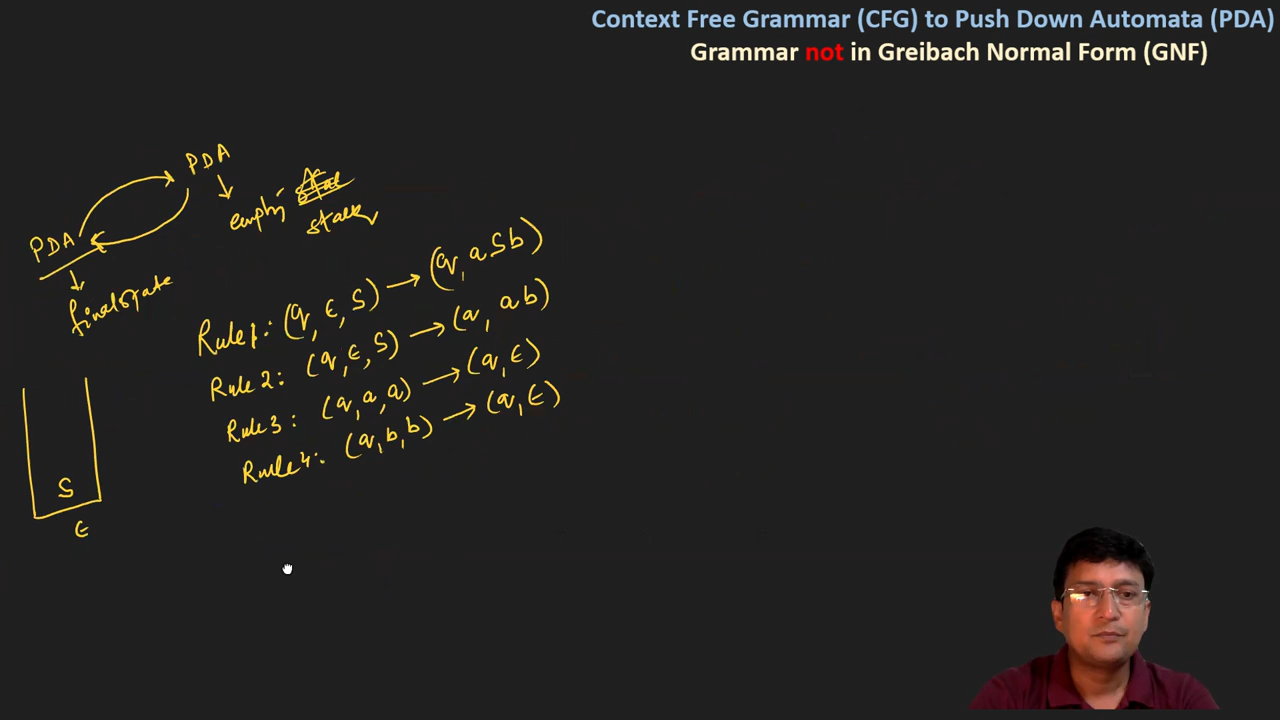 Context Free Grammar (CFG) to Push Down Automata (PDA)
Grammar not in Greibach Normal Form (GNF)
PDA
empty
stack
PDA
final state
Rule 1: (q, ε, S) → (q, aSb)
Rule 2: (q, ε, S) → (q, ab)
Rule 3: (q, a, a) → (q, ε)
Rule 4: (q, b, b) → (q, ε)
S
ε